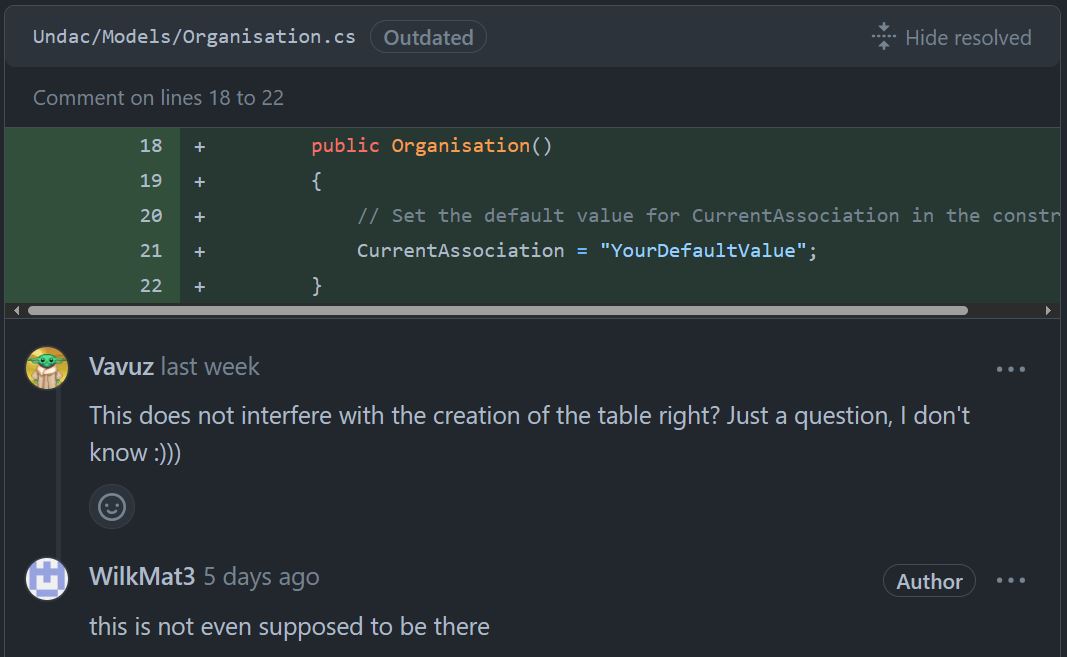 Undac/Models/Organisation.cs Outdated Hide resolved
Comment on lines 18 to 22
18 + public Organisation()
19 + {
20 + // Set the default value for CurrentAssociation in the constr
21 + CurrentAssociation = "YourDefaultValue";
22 + }
Vavuz last week
This does not interfere with the creation of the table right? Just a question, I don't
know :)))
WilkMat3 5 days ago Author
this is not even supposed to be there